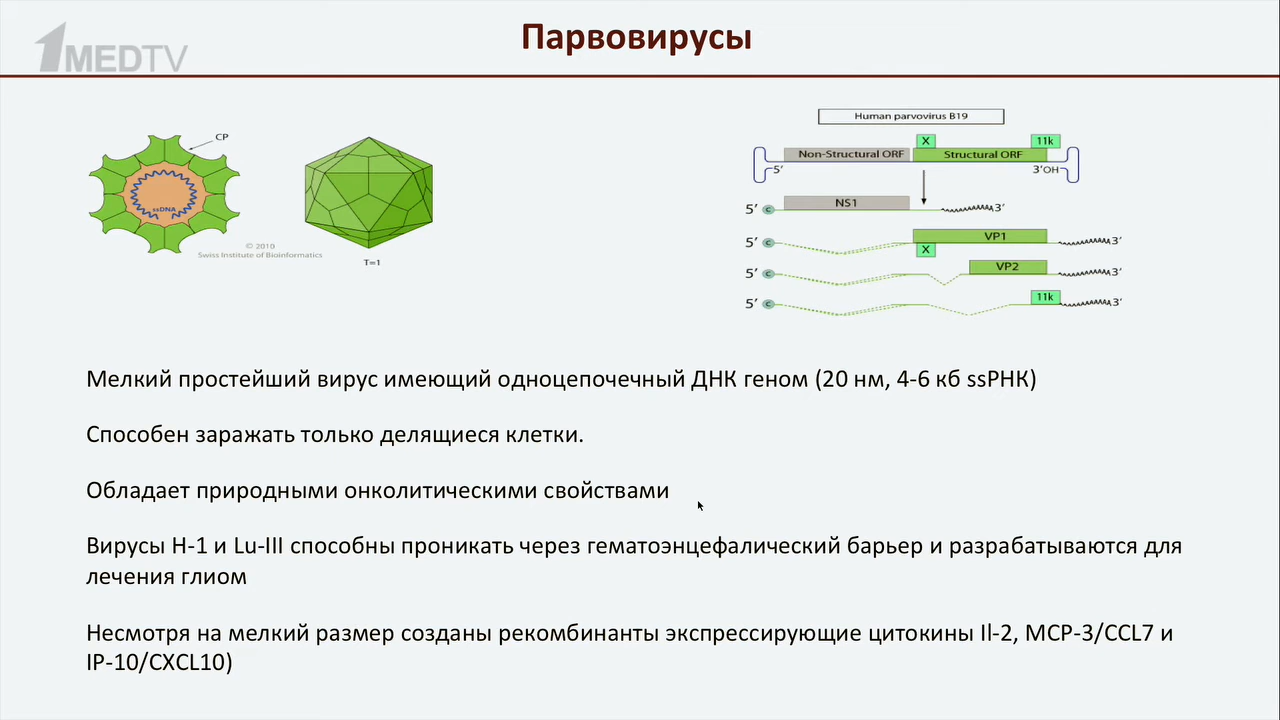 Парвовирусы
1MEDTV
CP
ssDNA
© 2010
Swiss Institute of Bioinformatics
T=1
Human parvovirus B19
X
11k
Non-Structural ORF
Structural ORF
5’
3’OH
5’ c NS1 3’
5’ c VP1 3’
X
5’ c VP2 3’
5’ c 11k 3’
Мелкий простейший вирус имеющий одноцепочечный ДНК геном (20 нм, 4-6 кб ssРНК)
Способен заражать только делящиеся клетки.
Обладает природными онколитическими свойствами
Вирусы H-1 и Lu-III способны проникать через гематоэнцефалический барьер и разрабатываются для
лечения глиом
Несмотря на мелкий размер созданы рекомбинанты экспрессирующие цитокины Il-2, MCP-3/CCL7 и
IP-10/CXCL10)